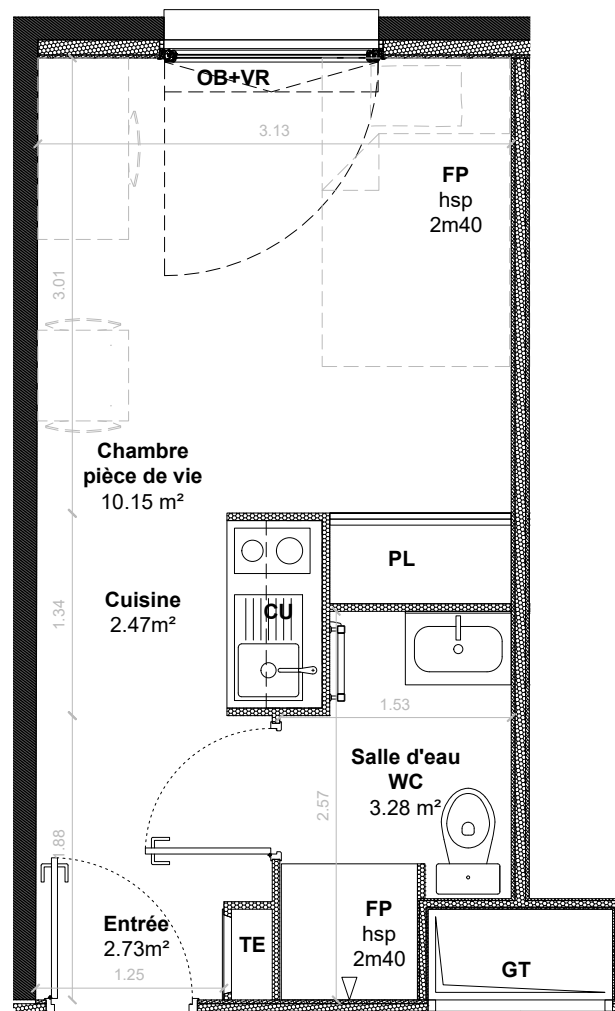 OB+VR
3.13
FP
hsp
2m40
3.01
Chambre
pièce de vie
10.15 m²
PL
Cuisine
2.47m²
CU
1.34
1.53
Salle d'eau
WC
3.28 m²
2.57
1.88
Entrée
2.73m²
TE
FP
hsp
2m40
GT
1.25